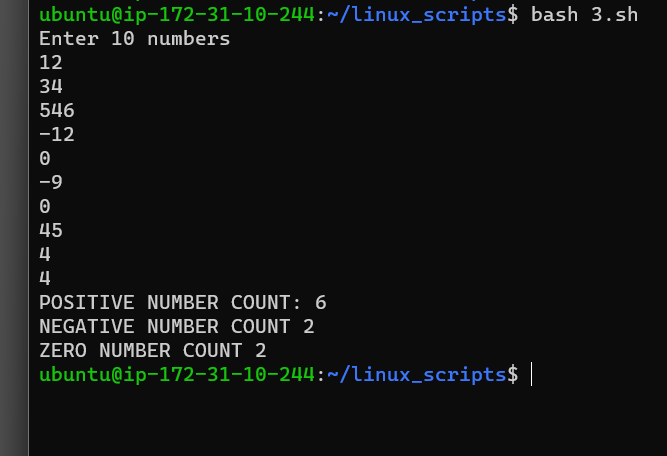 ubuntu@ip-172-31-10-244:~/linux_scripts$ bash 3.sh
Enter 10 numbers
12
34
546
-12
0
-9
0
45
4
4
POSITIVE NUMBER COUNT: 6
NEGATIVE NUMBER COUNT 2
ZERO NUMBER COUNT 2
ubuntu@ip-172-31-10-244:~/linux_scripts$